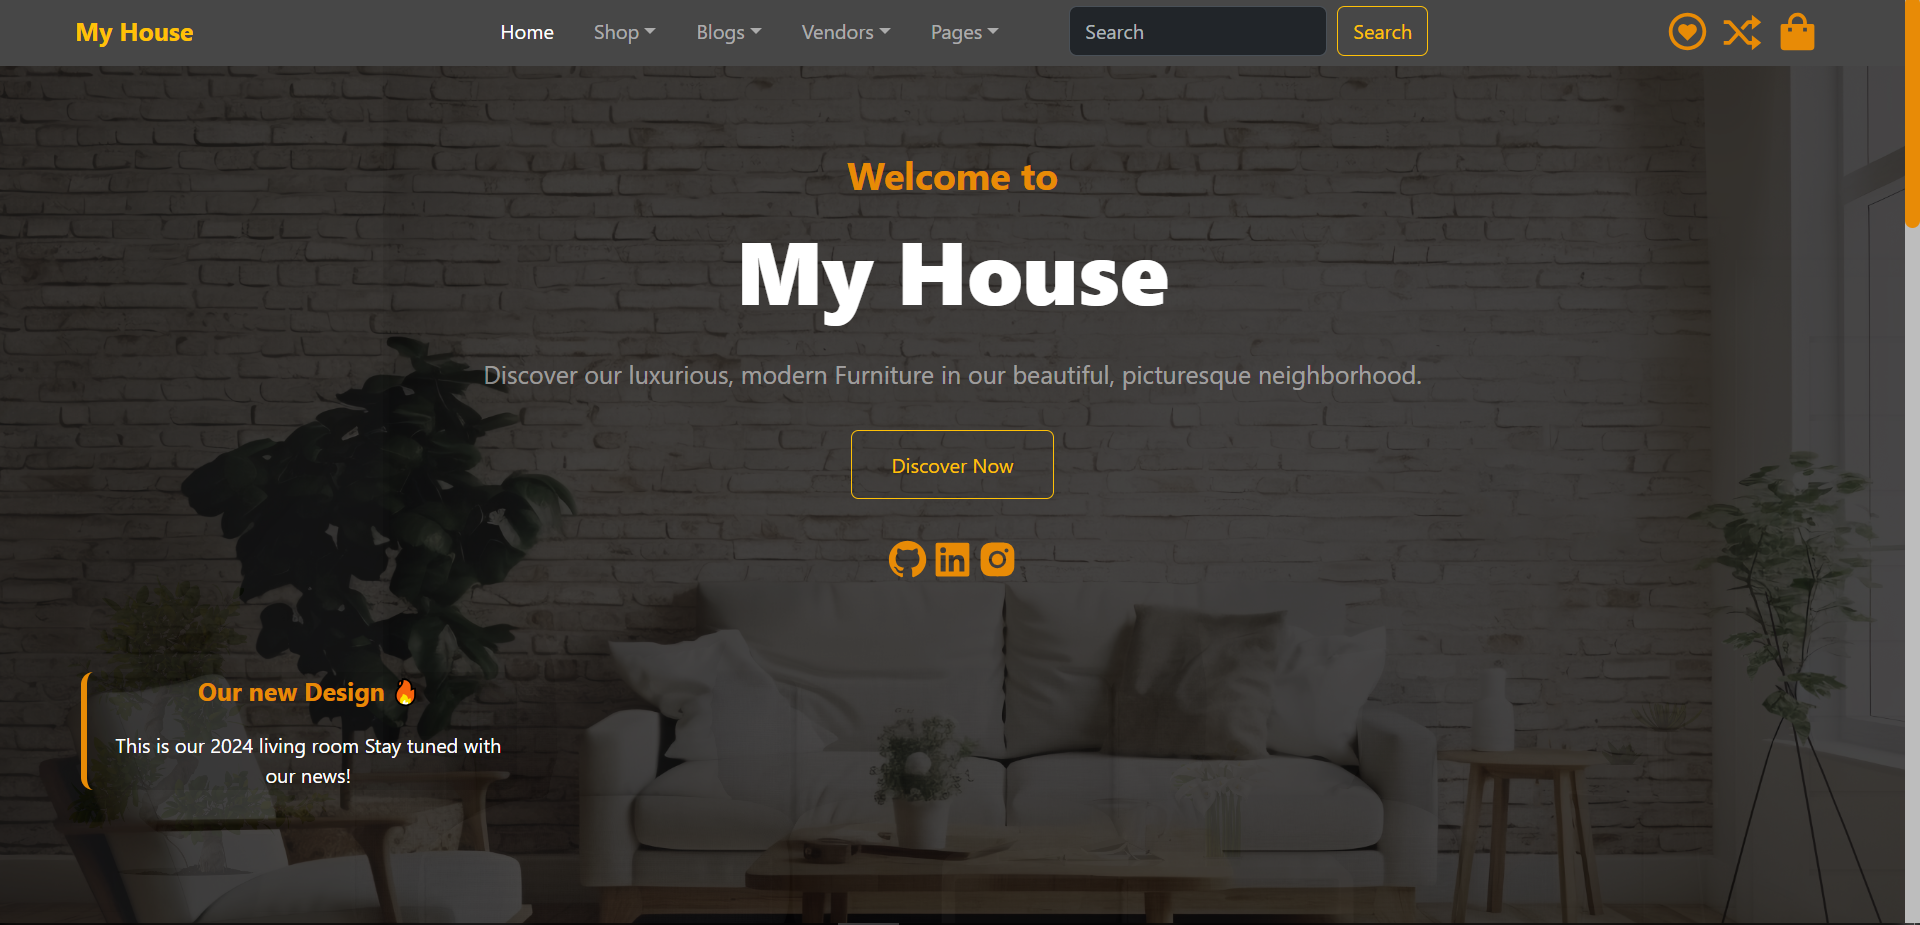 My House
Home
Shop
Blogs
Vendors
Pages
Search
Search
Welcome to
My House
Discover our luxurious, modern Furniture in our beautiful, picturesque neighborhood.
Discover Now
in
Our new Design 🔥
This is our 2024 living room Stay tuned with
our news!